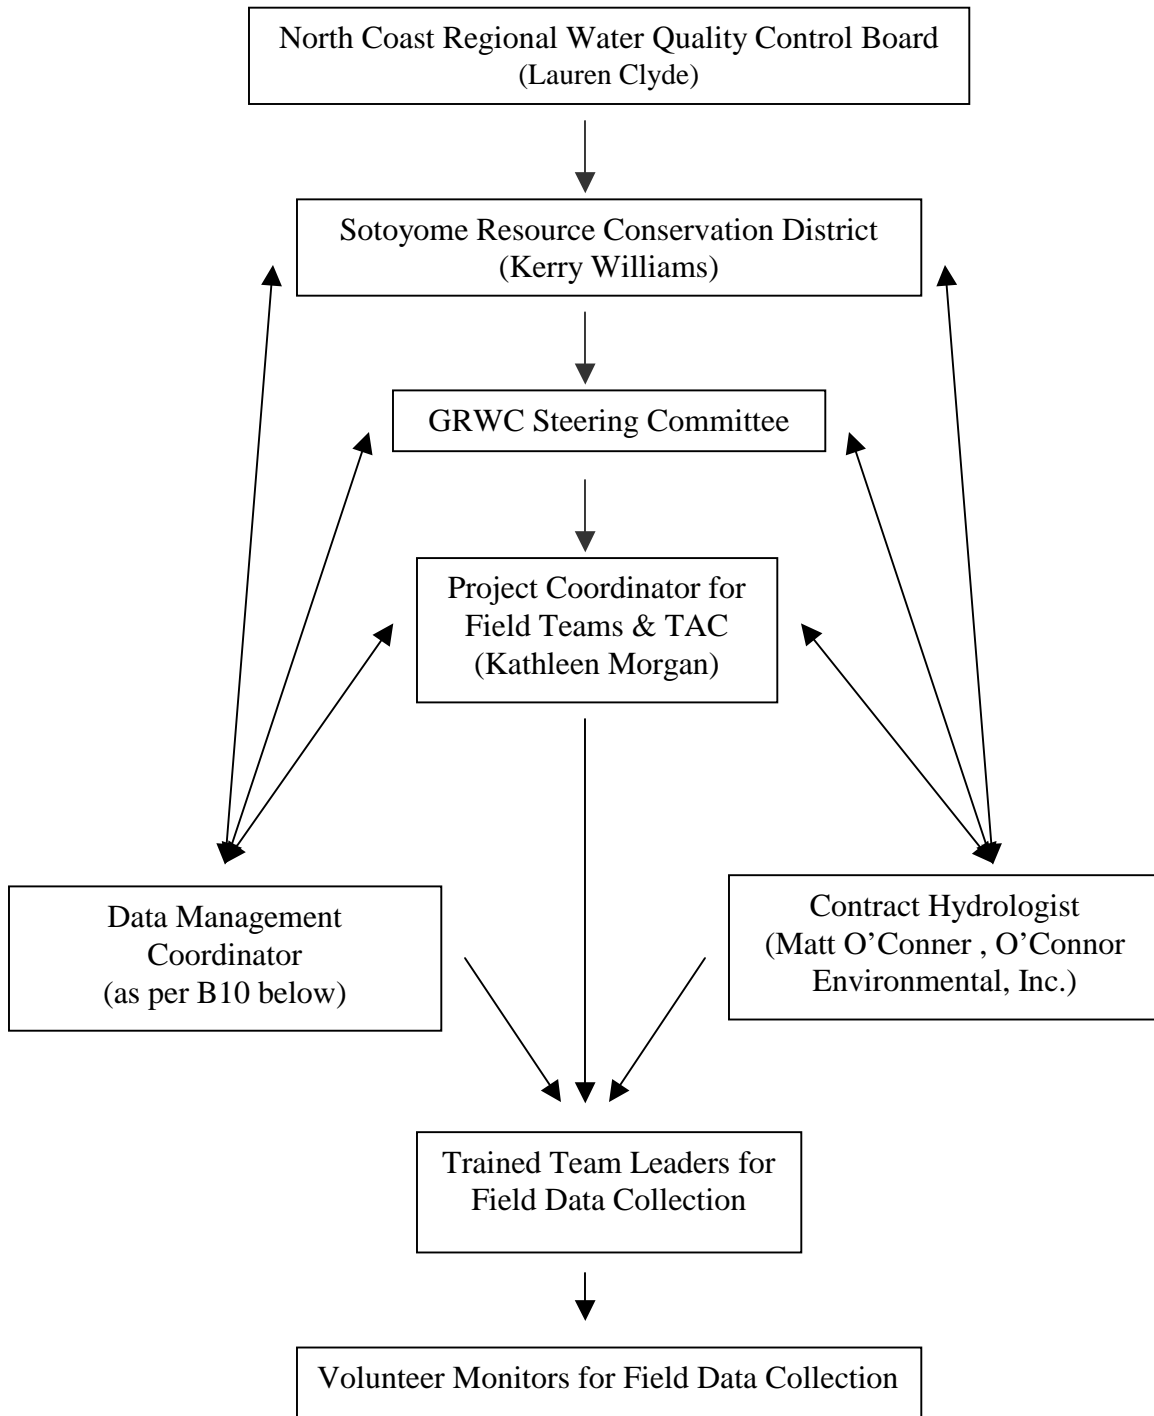 North Coast Regional Water Quality Control Board
(Lauren Clyde)
Sotoyome Resource Conservation District
(Kerry Williams)
GRWC Steering Committee
Project Coordinator for
Field Teams & TAC
(Kathleen Morgan)
Data Management
Coordinator
(as per B10 below)
Contract Hydrologist
(Matt O’Conner , O’Connor
Environmental, Inc.)
Trained Team Leaders for
Field Data Collection
Volunteer Monitors for Field Data Collection